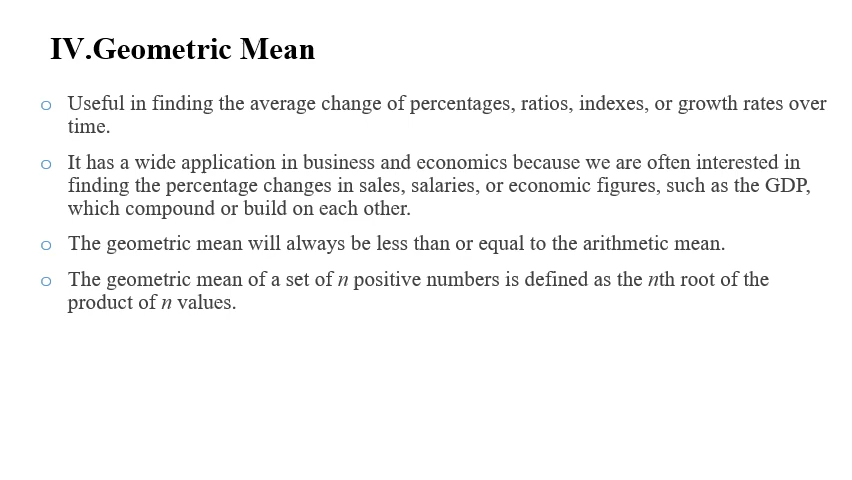 IV.Geometric Mean
o Useful in finding the average change of percentages, ratios, indexes, or growth rates over
time.
o It has a wide application in business and economics because we are often interested in
finding the percentage changes in sales, salaries, or economic figures, such as the GDP,
which compound or build on each other.
o The geometric mean will always be less than or equal to the arithmetic mean.
o The geometric mean of a set of n positive numbers is defined as the nth root of the
product of n values.